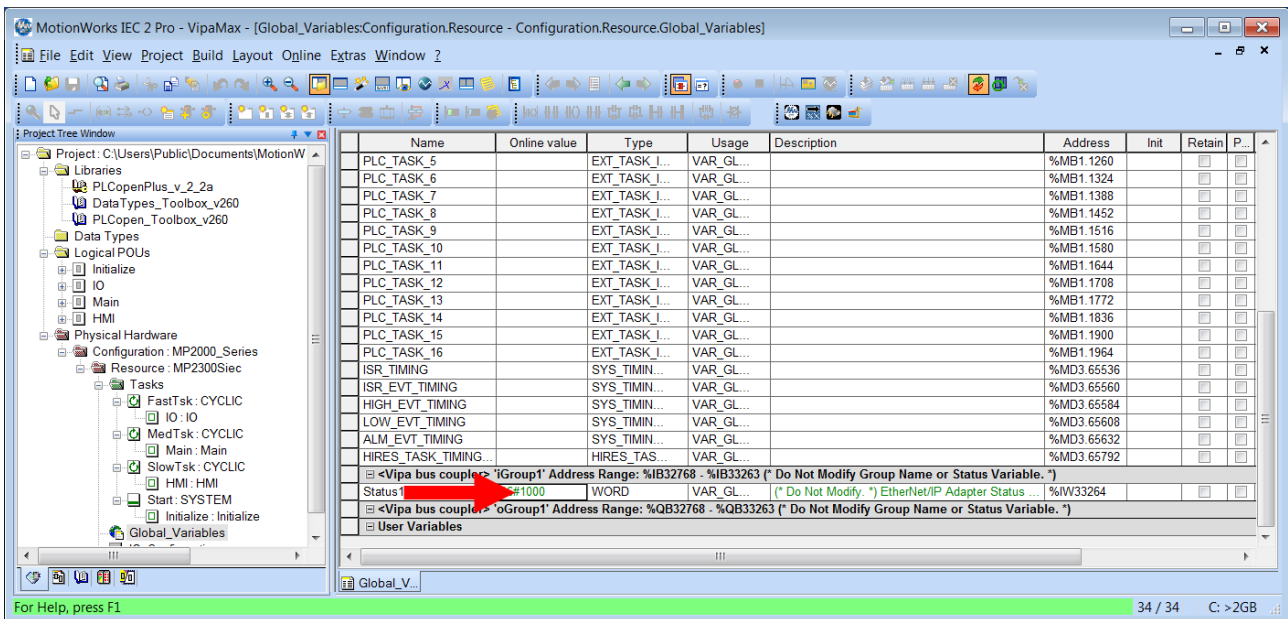 MotionWorks IEC 2 Pro - VipaMax - [Global_Variables:Configuration.Resource - Configuration.Resource.Global_Variables]
File Edit View Project Build Layout Online Extras Window ?
Project Tree Window
Project : C:\Users\Public\Documents\MotionW
Libraries
PLCopenPlus_v_2_2a
DataTypes_Toolbox_v260
PLCopen_Toolbox_v260
Data Types
Logical POUs
Initialize
IO
Main
HMI
Physical Hardware
Configuration : MP2000_Series
Resource : MP2300Siec
Tasks
FastTsk : CYCLIC
IO : IO
MedTsk : CYCLIC
Main : Main
SlowTsk : CYCLIC
HMI : HMI
Start : SYSTEM
Initialize : Initialize
Global_Variables
Name Online value Type Usage Description Address Init Retain P...
PLC_TASK_5 EXT_TASK_I... VAR_GL... %MB1.1260
PLC_TASK_6 EXT_TASK_I... VAR_GL... %MB1.1324
PLC_TASK_7 EXT_TASK_I... VAR_GL... %MB1.1388
PLC_TASK_8 EXT_TASK_I... VAR_GL... %MB1.1452
PLC_TASK_9 EXT_TASK_I... VAR_GL... %MB1.1516
PLC_TASK_10 EXT_TASK_I... VAR_GL... %MB1.1580
PLC_TASK_11 EXT_TASK_I... VAR_GL... %MB1.1644
PLC_TASK_12 EXT_TASK_I... VAR_GL... %MB1.1708
PLC_TASK_13 EXT_TASK_I... VAR_GL... %MB1.1772
PLC_TASK_14 EXT_TASK_I... VAR_GL... %MB1.1836
PLC_TASK_15 EXT_TASK_I... VAR_GL... %MB1.1900
PLC_TASK_16 EXT_TASK_I... VAR_GL... %MB1.1964
ISR_TIMING SYS_TIMIN... VAR_GL... %MD3.65536
ISR_EVT_TIMING SYS_TIMIN... VAR_GL... %MD3.65560
HIGH_EVT_TIMING SYS_TIMIN... VAR_GL... %MD3.65584
LOW_EVT_TIMING SYS_TIMIN... VAR_GL... %MD3.65608
ALM_EVT_TIMING SYS_TIMIN... VAR_GL... %MD3.65632
HIRES_TASK_TIMING... HIRES_TAS... VAR_GL... %MD3.65792
<Vipa bus coupler> 'iGroup1' Address Range: %IB32768 - %IB33263 (* Do Not Modify Group Name or Status Variable. *)
Status1 #1000 WORD VAR_GL... (* Do Not Modify. *) EtherNet/IP Adapter Status ... %IW33264
<Vipa bus coupler> 'oGroup1' Address Range: %QB32768 - %QB33263 (* Do Not Modify Group Name or Status Variable. *)
User Variables
Global_V...
For Help, press F1 34 / 34 C: >2GB